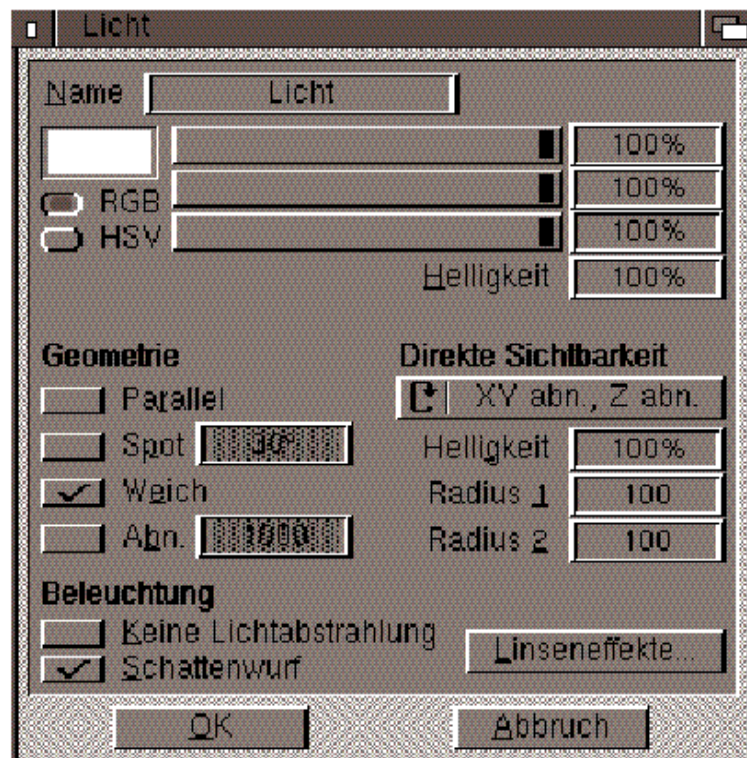 Licht
Name Licht
100%
RGB 100%
HSV 100%
Helligkeit 100%
Geometrie
Parallel
Spot
Weich
Abn. 1000
Direkte Sichtbarkeit
XY abn., Z abn.
Helligkeit 100%
Radius 1 100
Radius 2 100
Beleuchtung
Keine Lichtabstrahlung
Schattenwurf
Linseneffekte...
OK Abbruch